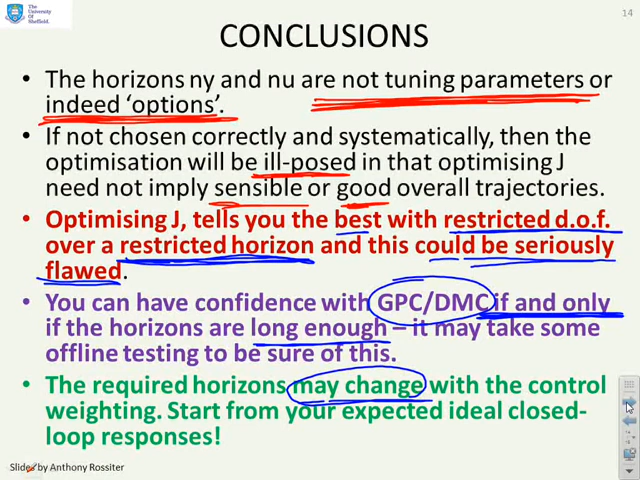 The
University
Of
Sheffield.
14
CONCLUSIONS
• The horizons ny and nu are not tuning parameters or
indeed ‘options’.
• If not chosen correctly and systematically, then the
optimisation will be ill-posed in that optimising J
need not imply sensible or good overall trajectories.
• Optimising J, tells you the best with restricted d.o.f.
over a restricted horizon and this could be seriously
flawed.
• You can have confidence with GPC/DMC if and only
if the horizons are long enough – it may take some
offline testing to be sure of this.
• The required horizons may change with the control
weighting. Start from your expected ideal closed-
loop responses!
Slides by Anthony Rossiter